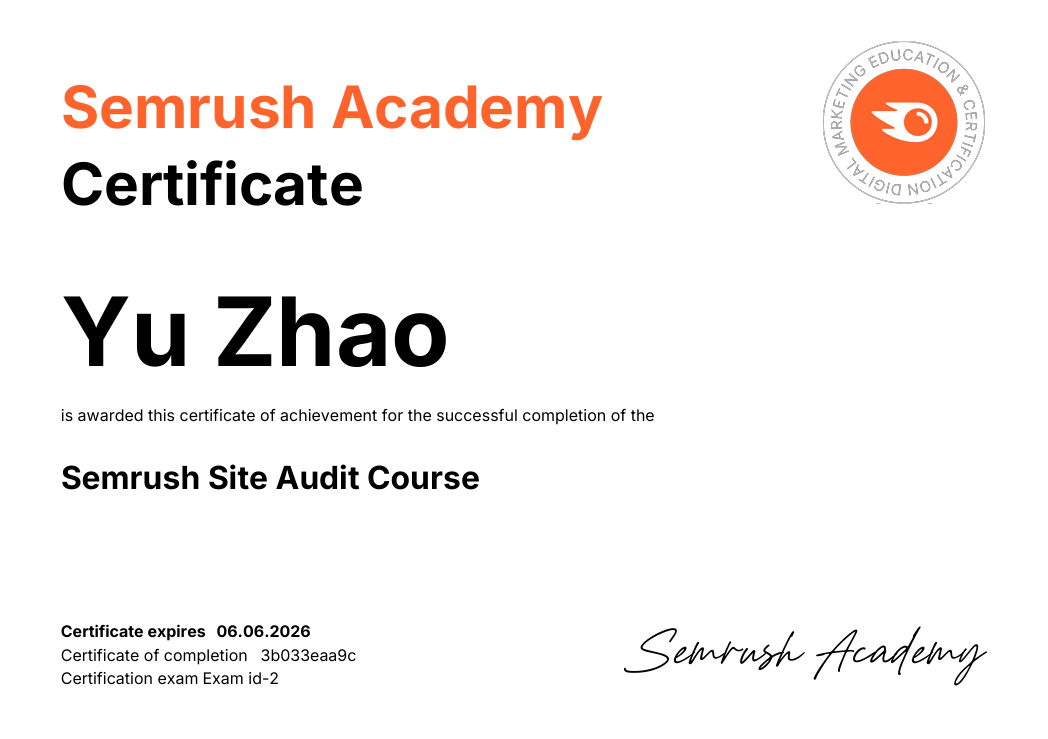 Semrush Academy
Certificate
DIGITAL MARKETING EDUCATION & CERTIFICATION
Yu Zhao
is awarded this certificate of achievement for the successful completion of the
Semrush Site Audit Course
Certificate expires 06.06.2026
Certificate of completion 3b033eaa9c
Certification exam Exam id-2
Semrush Academy